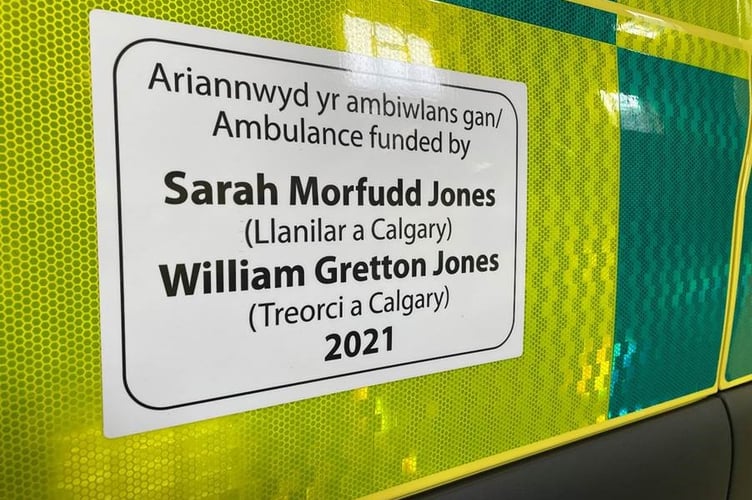 Ariannwyd yr ambiwlans gan/
Ambulance funded by
Sarah Morfudd Jones
(Llanilar a Calgary)
William Gretton Jones
(Treorci a Calgary)
2021